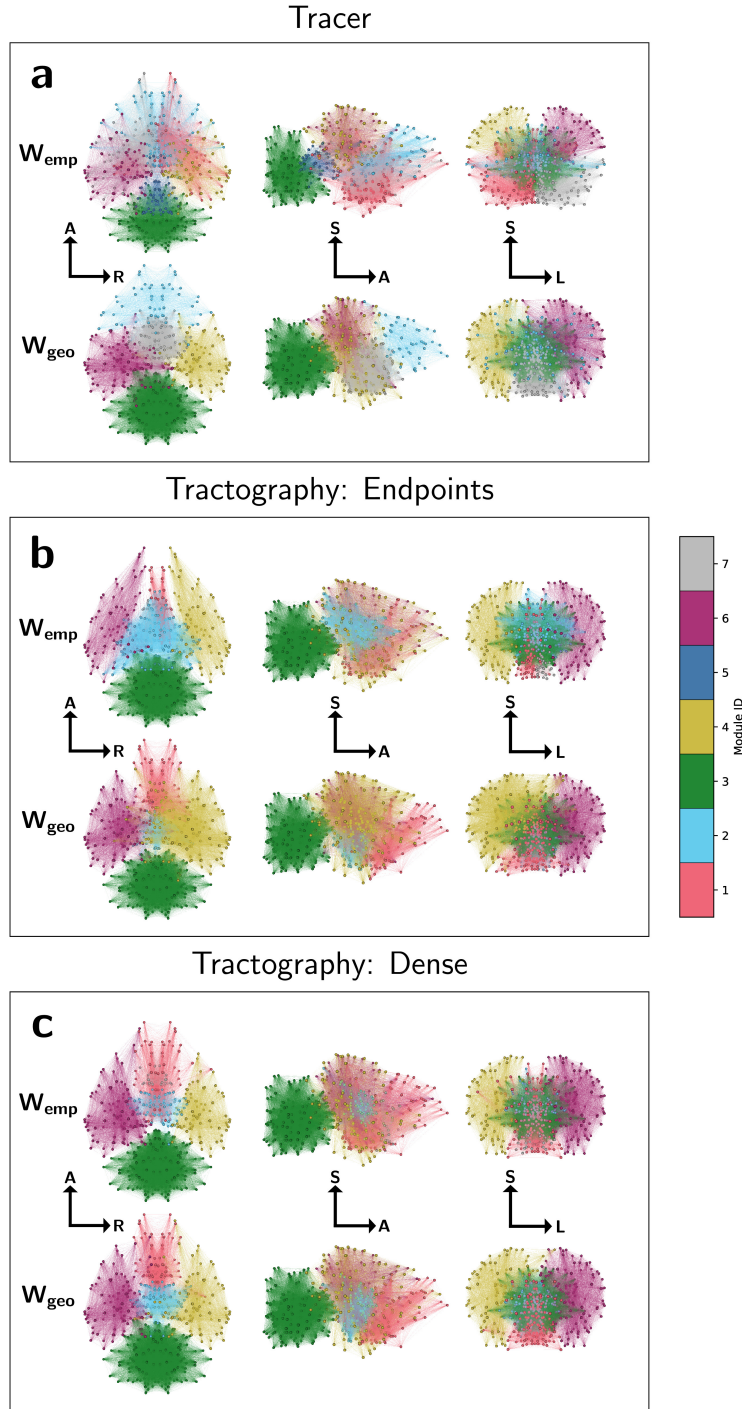 Tracer
a
Wemp
A
R
S
A
S
L
Wgeo
Tractography: Endpoints
b
Wemp
A
R
S
A
S
L
Wgeo
7
6
5
4
3
2
1
Module ID
Tractography: Dense
c
Wemp
A
R
S
A
S
L
Wgeo